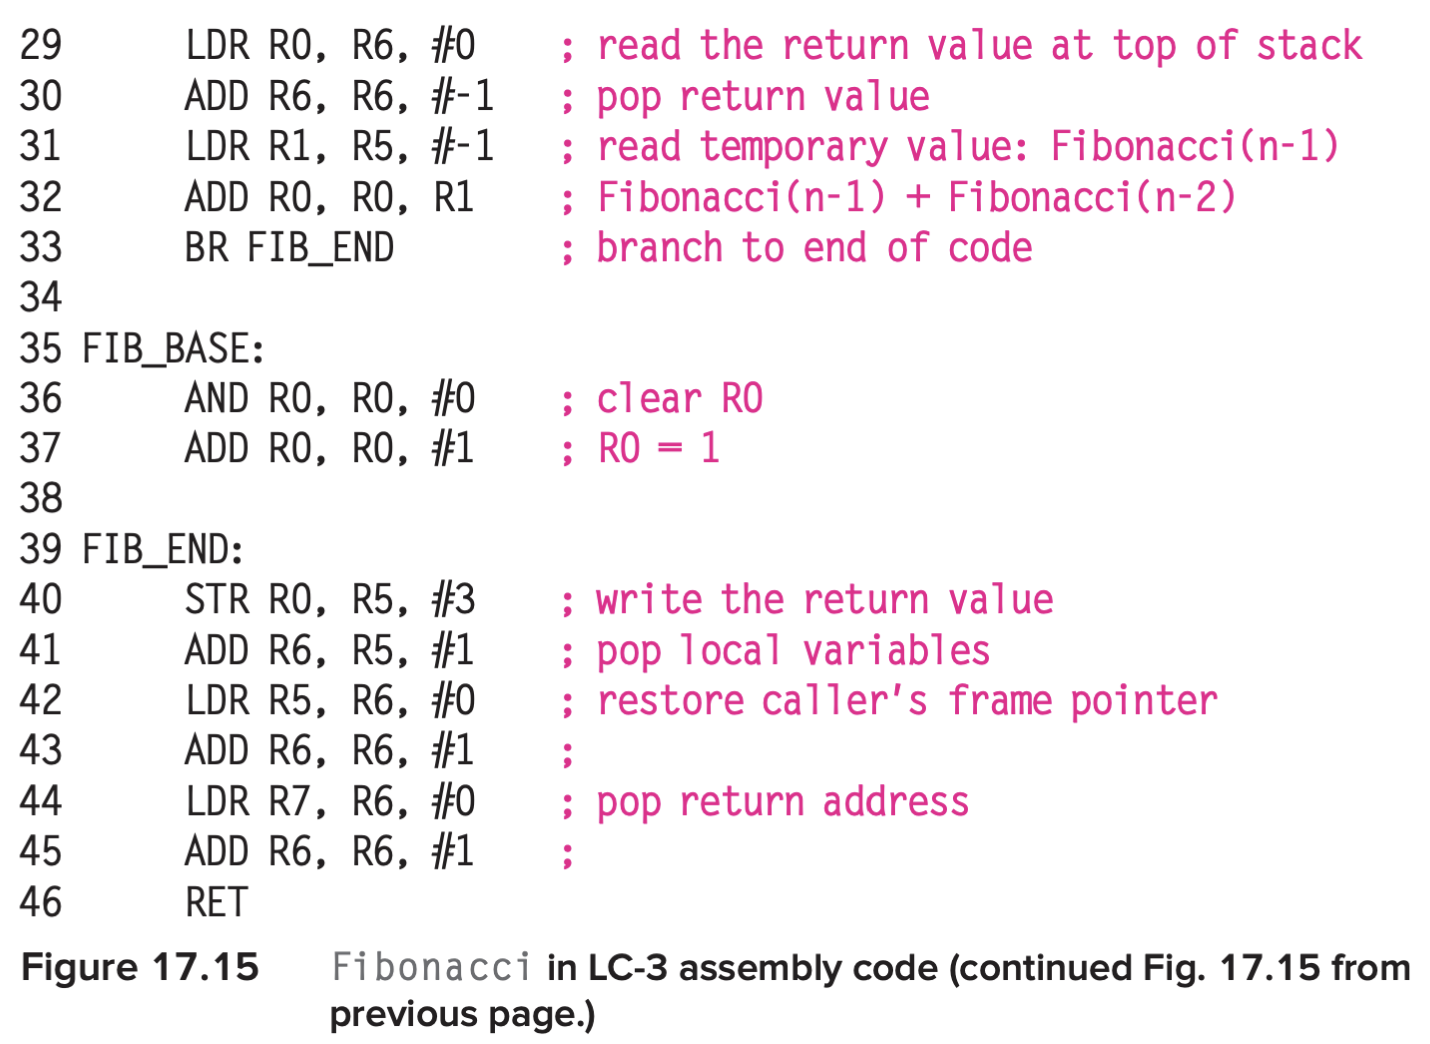 29 LDR R0, R6, #0 ; read the return value at top of stack
30 ADD R6, R6, #-1 ; pop return value
31 LDR R1, R5, #-1 ; read temporary value: Fibonacci(n-1)
32 ADD R0, R0, R1 ; Fibonacci(n-1) + Fibonacci(n-2)
33 BR FIB_END ; branch to end of code
34
35 FIB_BASE:
36 AND R0, R0, #0 ; clear R0
37 ADD R0, R0, #1 ; R0 = 1
38
39 FIB_END:
40 STR R0, R5, #3 ; write the return value
41 ADD R6, R5, #1 ; pop local variables
42 LDR R5, R6, #0 ; restore caller's frame pointer
43 ADD R6, R6, #1 ;
44 LDR R7, R6, #0 ; pop return address
45 ADD R6, R6, #1 ;
46 RET
Figure 17.15 Fibonacci in LC-3 assembly code (continued Fig. 17.15 from
previous page.)